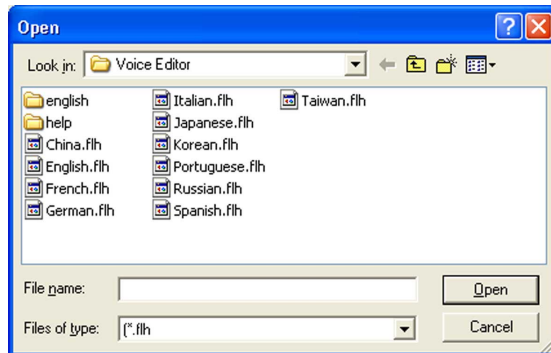 Open
Look in: Voice Editor
english
help
China.flh
English.flh
French.flh
German.flh
Italian.flh
Japanese.flh
Korean.flh
Portuguese.flh
Russian.flh
Spanish.flh
Taiwan.flh
File name:
Open
Files of type: (*.flh
Cancel